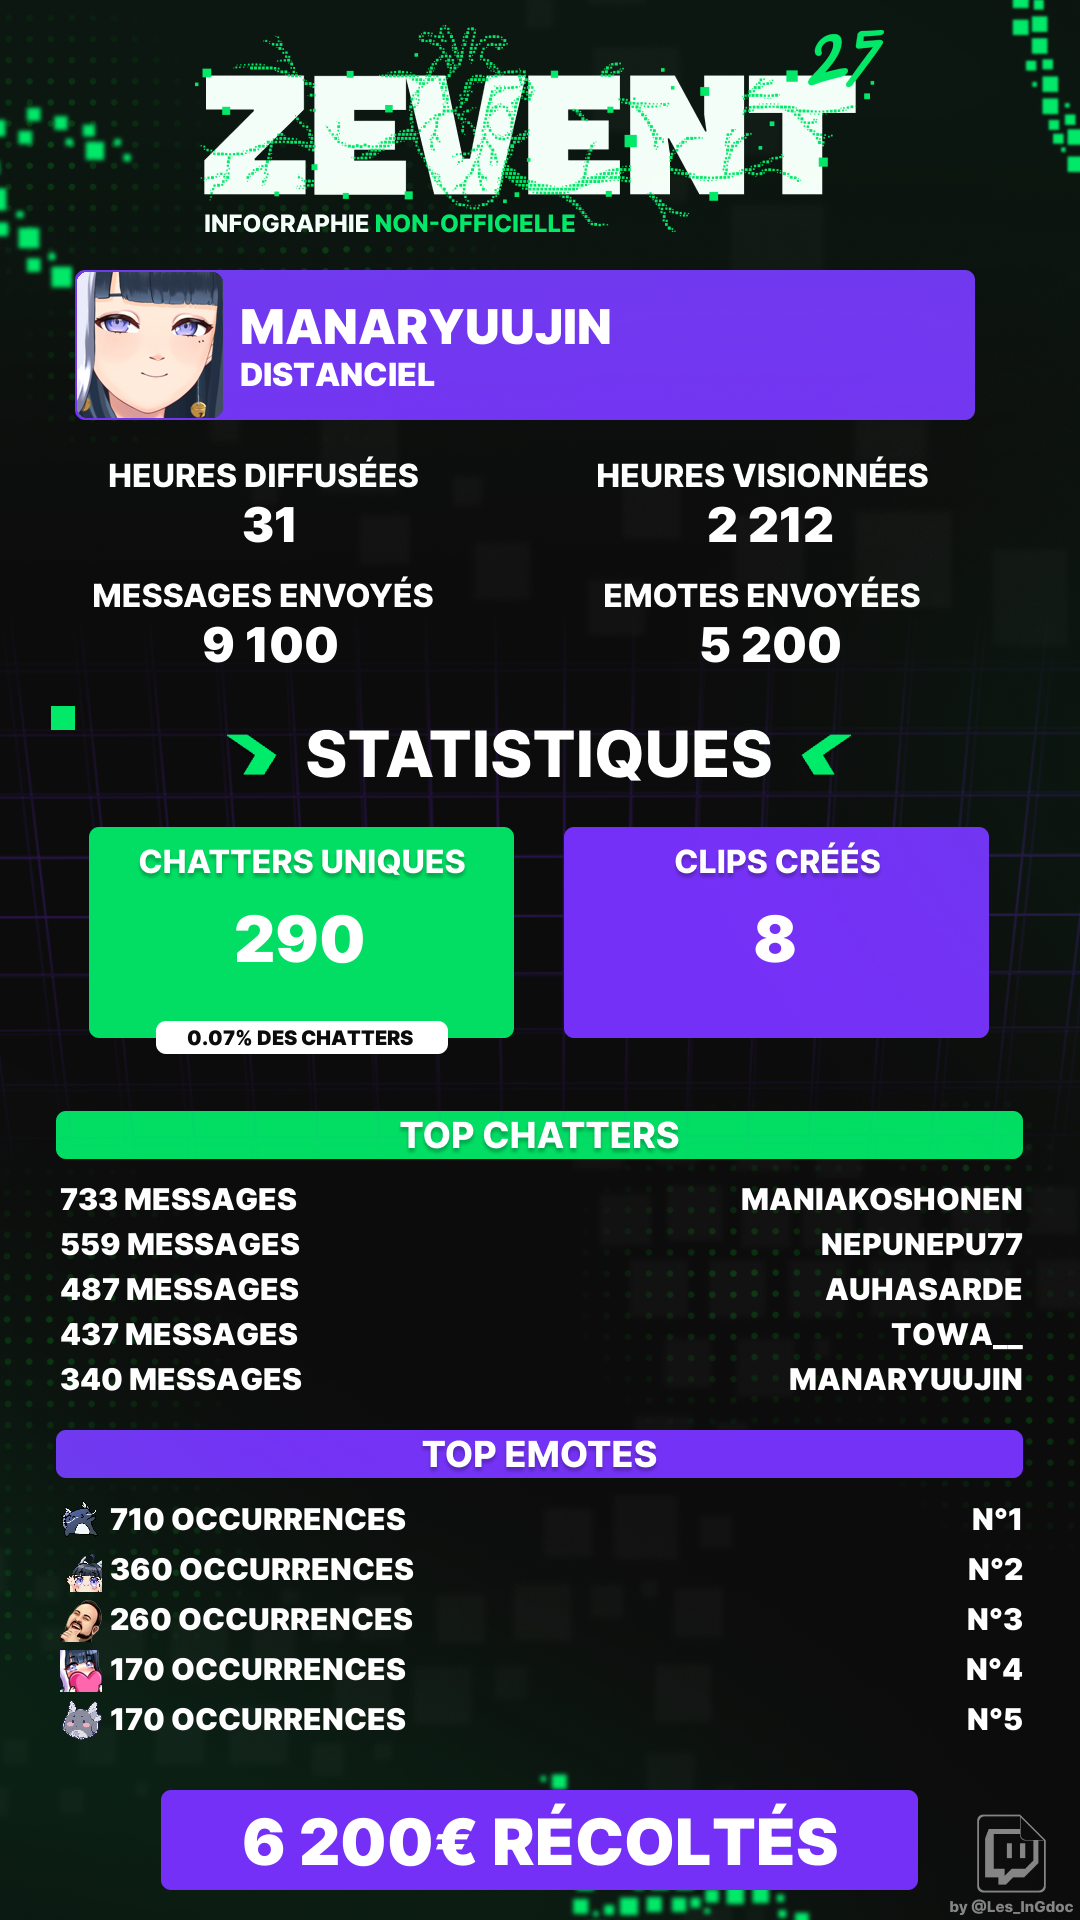 ZEVENT 25
INFOGRAPHIE NON-OFFICIELLE
MANARYUUJIN
DISTANCIEL
HEURES DIFFUSÉES
31
HEURES VISIONNÉES
2 212
MESSAGES ENVOYÉS
9 100
EMOTES ENVOYÉES
5 200
STATISTIQUES
CHATTERS UNIQUES
290
0.07% DES CHATTERS
CLIPS CRÉÉS
8
TOP CHATTERS
733 MESSAGES MANIAKOSHONEN
559 MESSAGES NEPUNEPU77
487 MESSAGES AUHASARDE
437 MESSAGES TOWA__
340 MESSAGES MANARYUUJIN
TOP EMOTES
710 OCCURRENCES N°1
360 OCCURRENCES N°2
260 OCCURRENCES N°3
170 OCCURRENCES N°4
170 OCCURRENCES N°5
6 200€ RÉCOLTÉS
by @Les_InGdoc